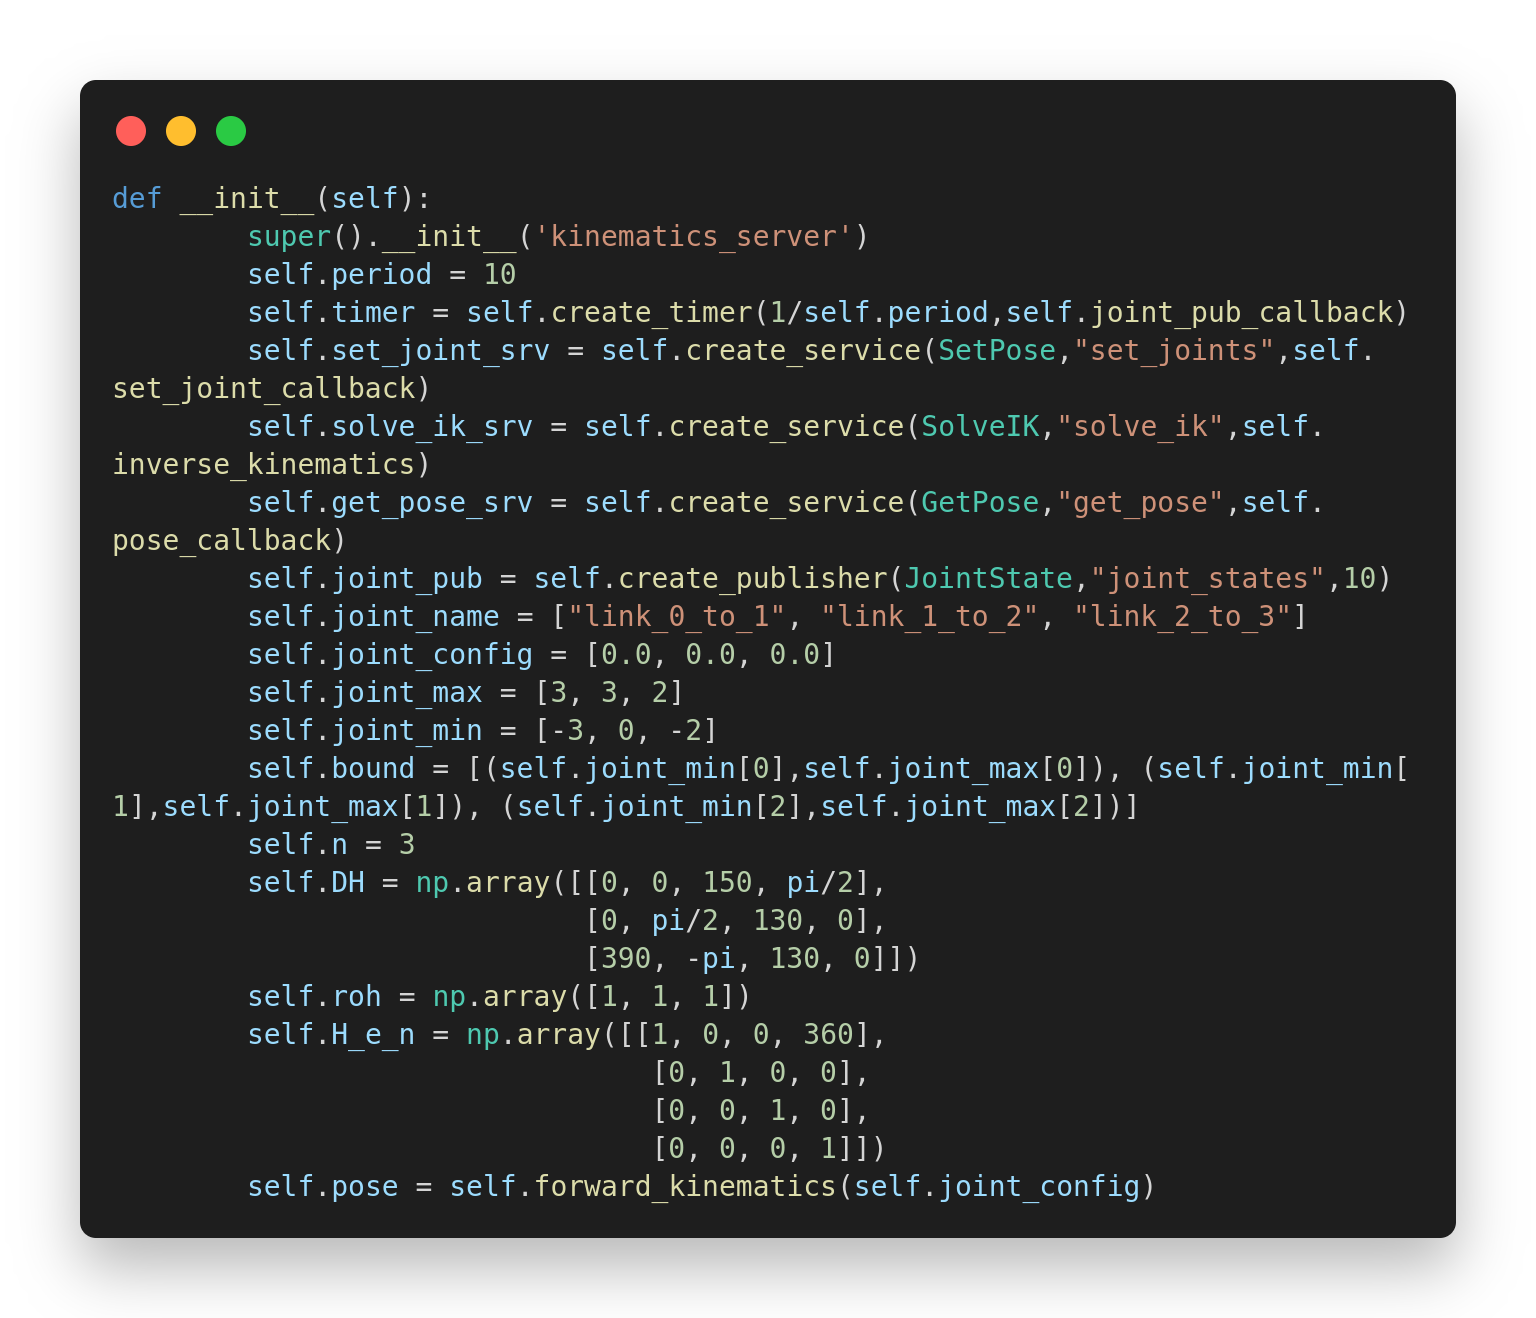 def __init__(self):
        super().__init__('kinematics_server')
        self.period = 10
        self.timer = self.create_timer(1/self.period,self.joint_pub_callback)
        self.set_joint_srv = self.create_service(SetPose,"set_joints",self.
set_joint_callback)
        self.solve_ik_srv = self.create_service(SolveIK,"solve_ik",self.
inverse_kinematics)
        self.get_pose_srv = self.create_service(GetPose,"get_pose",self.
pose_callback)
        self.joint_pub = self.create_publisher(JointState,"joint_states",10)
        self.joint_name = ["link_0_to_1", "link_1_to_2", "link_2_to_3"]
        self.joint_config = [0.0, 0.0, 0.0]
        self.joint_max = [3, 3, 2]
        self.joint_min = [-3, 0, -2]
        self.bound = [(self.joint_min[0],self.joint_max[0]), (self.joint_min[
1],self.joint_max[1]), (self.joint_min[2],self.joint_max[2])]
        self.n = 3
        self.DH = np.array([[0, 0, 150, pi/2],
                            [0, pi/2, 130, 0],
                            [390, -pi, 130, 0]])
        self.roh = np.array([1, 1, 1])
        self.H_e_n = np.array([[1, 0, 0, 360],
                                [0, 1, 0, 0],
                                [0, 0, 1, 0],
                                [0, 0, 0, 1]])
        self.pose = self.forward_kinematics(self.joint_config)